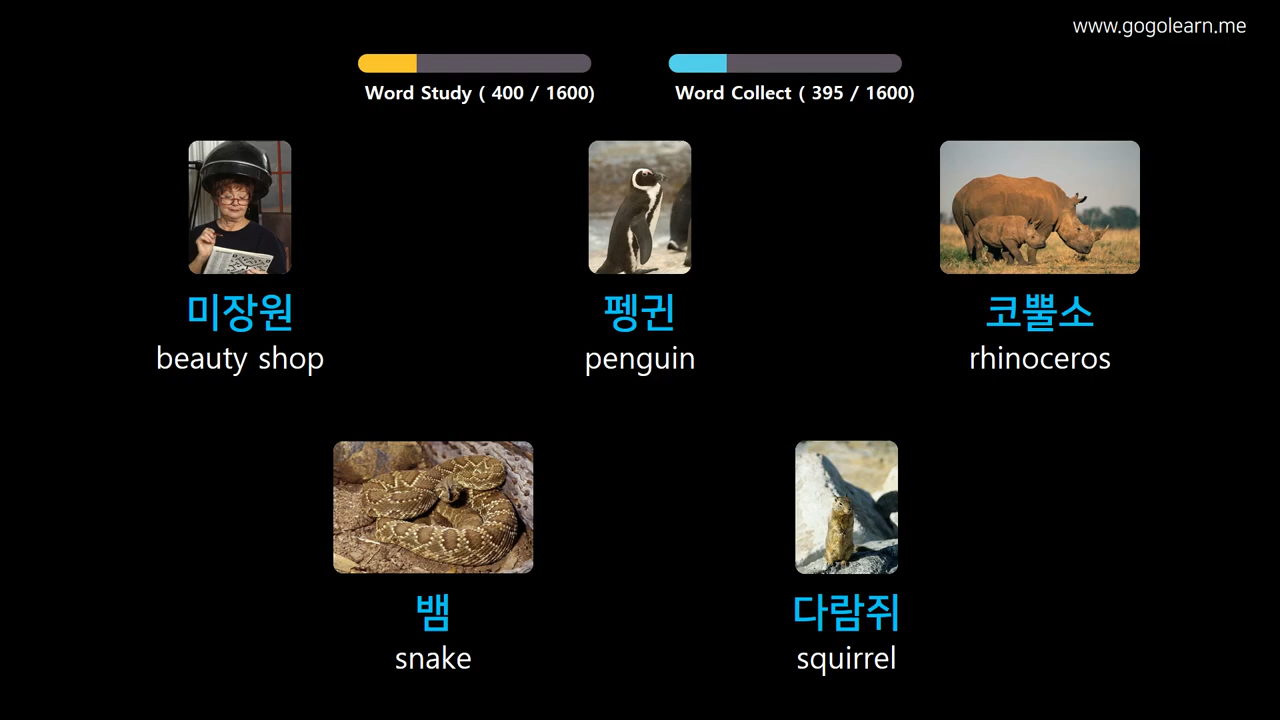 www.gogolearn.me
Word Study ( 400 / 1600)
Word Collect ( 395 / 1600)
미장원
beauty shop
펭귄
penguin
코뿔소
rhinoceros
뱀
snake
다람쥐
squirrel